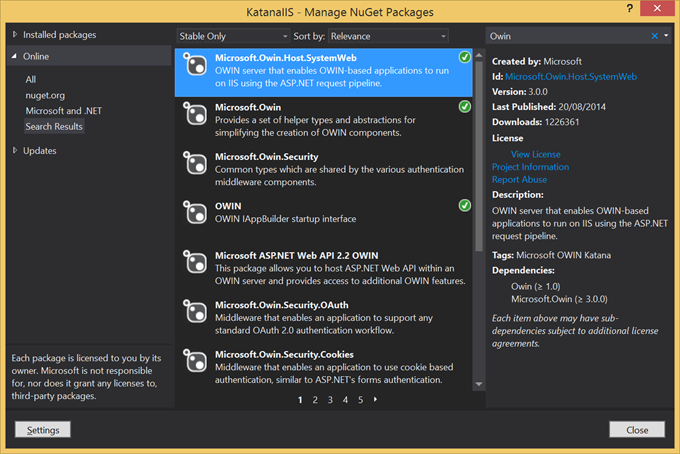 KatanaIIS - Manage NuGet Packages
?
Installed packages
Online
All
nuget.org
Microsoft and .NET
Search Results
Updates
Each package is licensed to you by its
owner. Microsoft is not responsible
for, nor does it grant any licenses to,
third-party packages.
Settings
Stable Only
Sort by: Relevance
Microsoft.Owin.Host.SystemWeb
OWIN server that enables OWIN-based applications to run
on IIS using the ASP.NET request pipeline.
Microsoft.Owin
Provides a set of helper types and abstractions for
simplifying the creation of OWIN components.
Microsoft.Owin.Security
Common types which are shared by the various authentication
middleware components.
OWIN
OWIN IAppBuilder startup interface
Microsoft ASP.NET Web API 2.2 OWIN
This package allows you to host ASP.NET Web API within an
OWIN server and provides access to additional OWIN features.
Microsoft.Owin.Security.OAuth
Middleware that enables an application to support any
standard OAuth 2.0 authentication workflow.
Microsoft.Owin.Security.Cookies
Middleware that enables an application to use cookie based
authentication, similar to ASP.NET's forms authentication.
1 2 3 4 5
Owin
Created by: Microsoft
Id: Microsoft.Owin.Host.SystemWeb
Version: 3.0.0
Last Published: 20/08/2014
Downloads: 1226361
License
View License
Project Information
Report Abuse
Description:
OWIN server that enables OWIN-based
applications to run on IIS using the ASP.NET
request pipeline.
Tags: Microsoft OWIN Katana
Dependencies:
Owin (≥ 1.0)
Microsoft.Owin (≥ 3.0.0)
Each item above may have sub-
dependencies subject to additional license
agreements.
Close